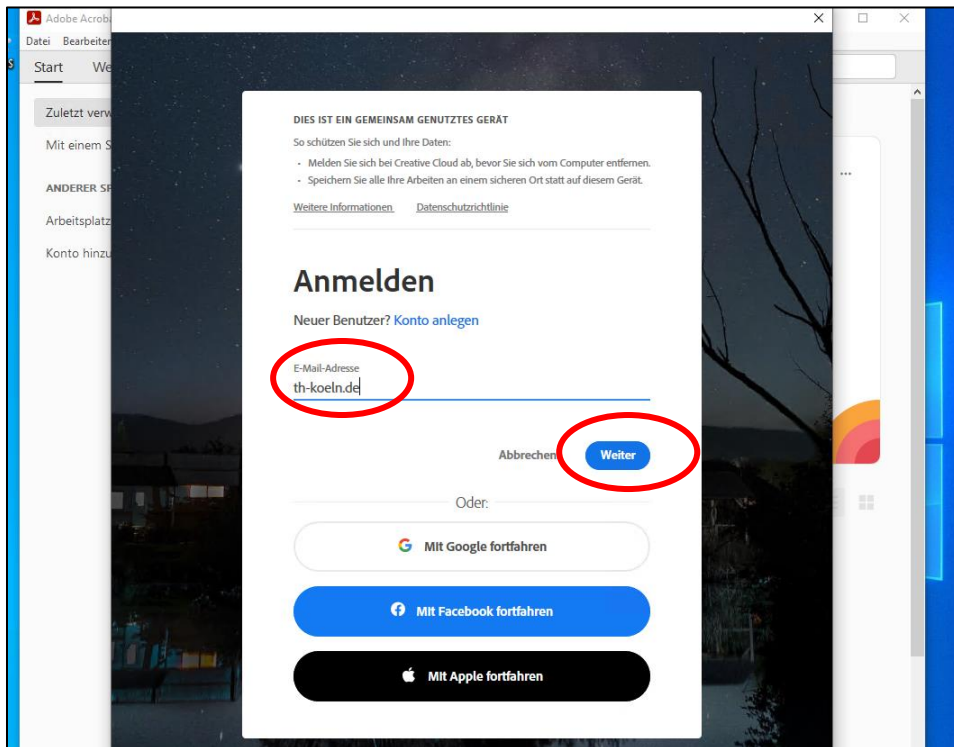 Adobe Acrob
Datei Bearbeiten
Start We
Zuletzt verw
Mit einem S
ANDERER SP
Arbeitsplatz
Konto hinzu
DIES IST EIN GEMEINSAM GENUTZTES GERÄT
So schützen Sie sich und Ihre Daten:
- Melden Sie sich bei Creative Cloud ab, bevor Sie sich vom Computer entfernen.
- Speichern Sie alle Ihre Arbeiten an einem sicheren Ort statt auf diesem Gerät.
Weitere Informationen Datenschutzrichtlinie
Anmelden
Neuer Benutzer? Konto anlegen
E-Mail-Adresse
th-koeln.de
Abbrechen Weiter
Oder:
Mit Google fortfahren
Mit Facebook fortfahren
Mit Apple fortfahren